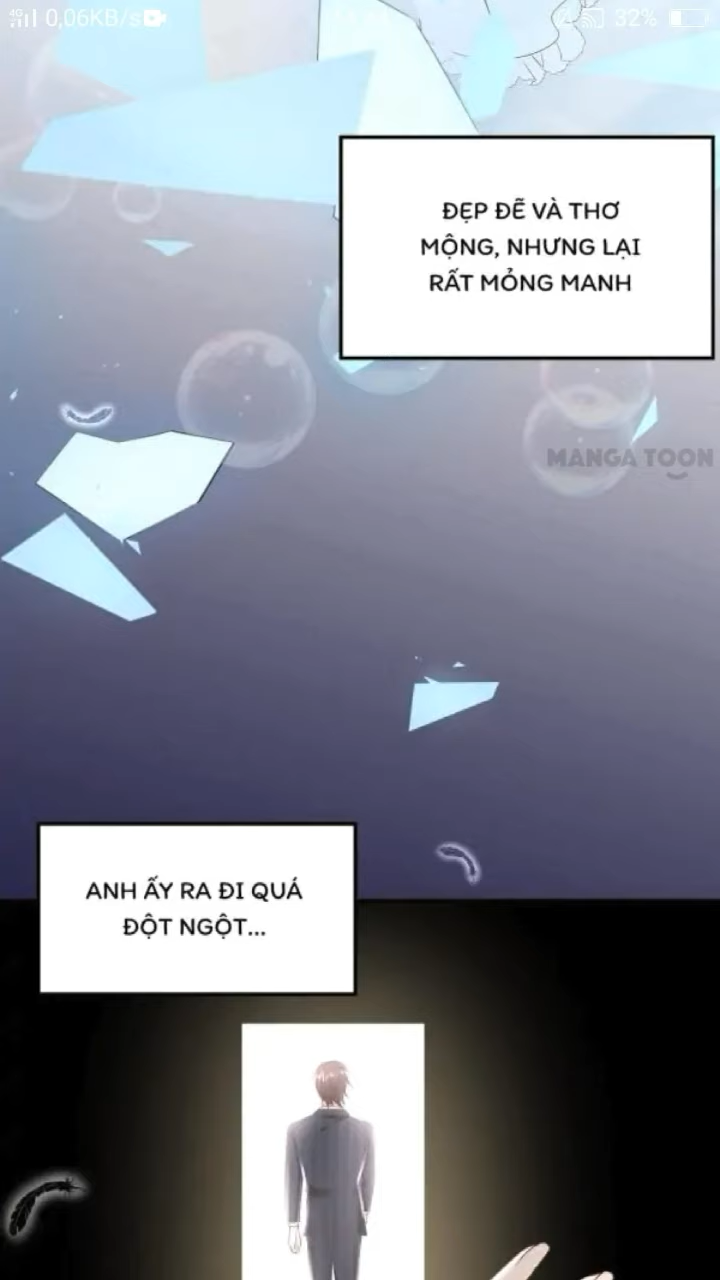 4G 0,06KB/s 32%
ĐẸP ĐẼ VÀ THƠ
MỘNG, NHƯNG LẠI
RẤT MỎNG MANH
MANGA TOON
ANH ẤY RA ĐI QUÁ
ĐỘT NGỘT...